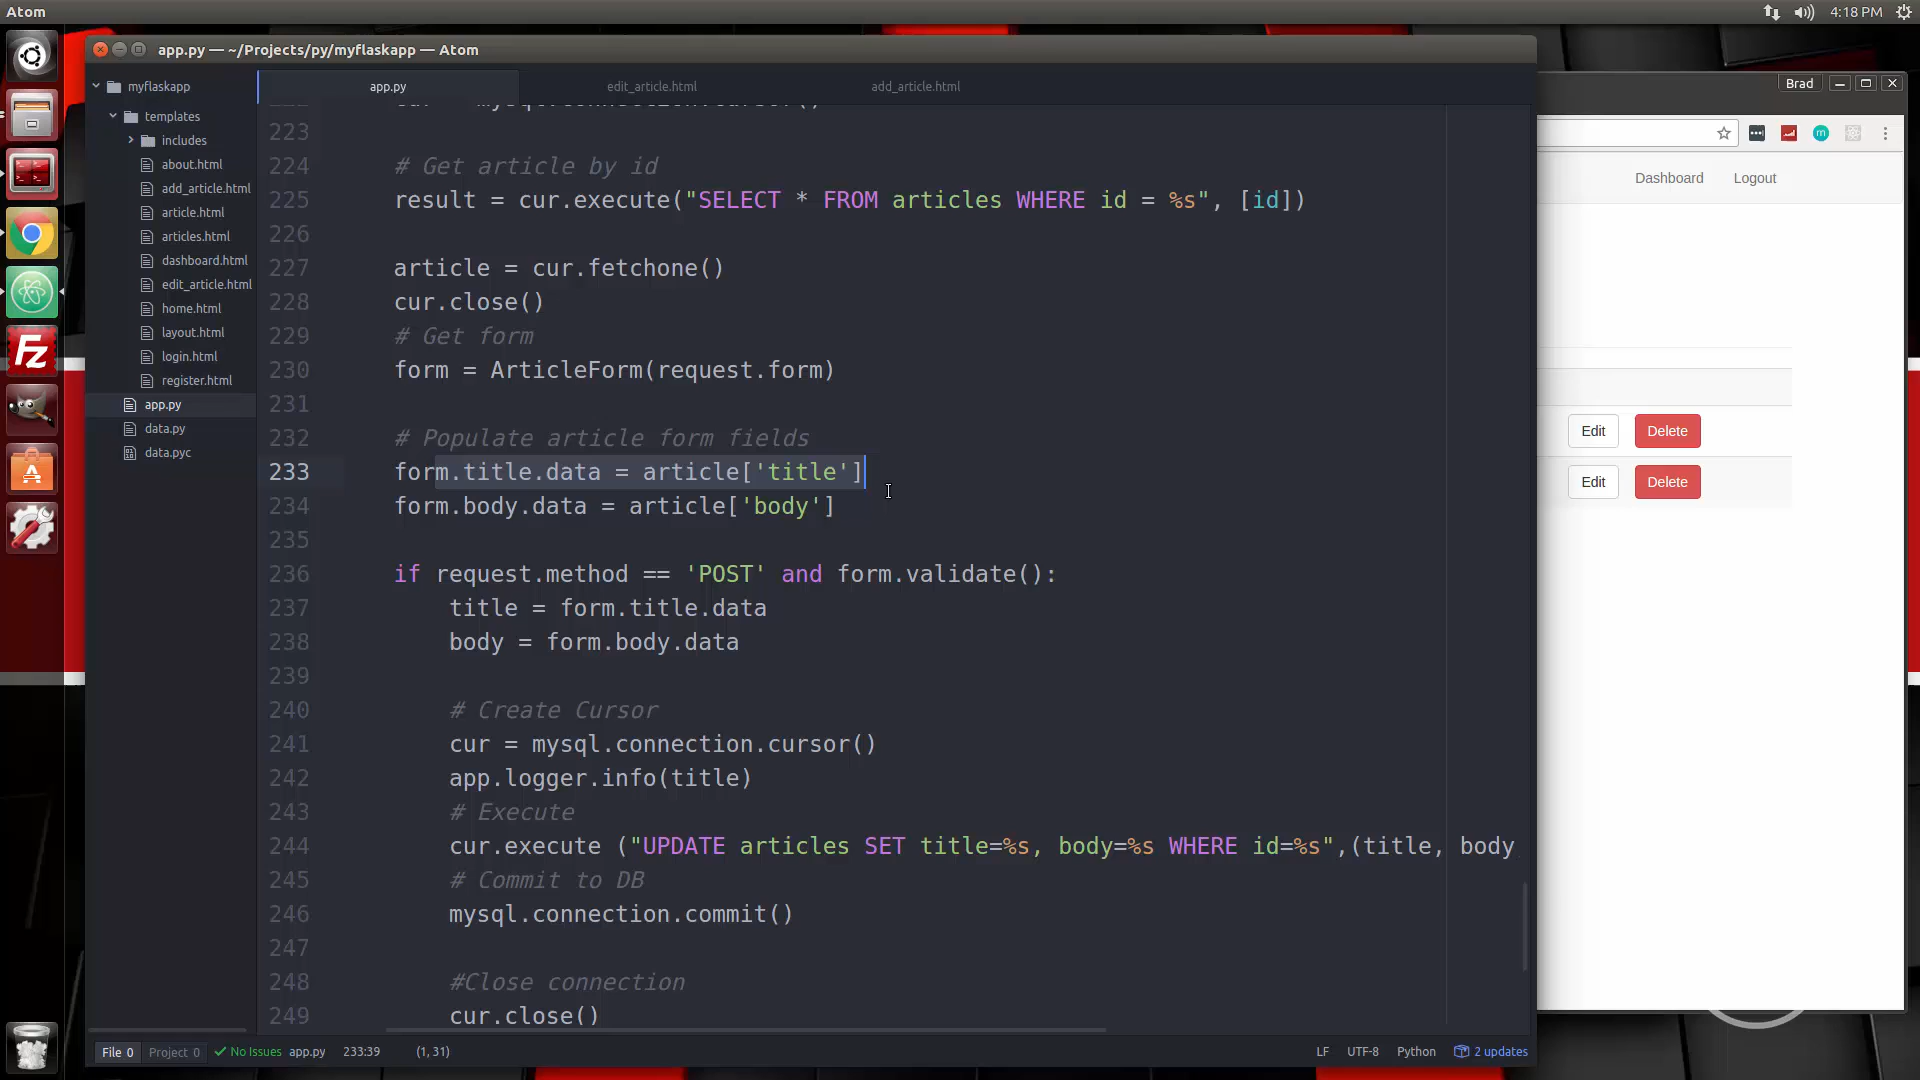 Atom
4:18 PM
app.py — ~/Projects/py/myflaskapp — Atom
Brad
myflaskapp
templates
includes
about.html
add_article.html
article.html
articles.html
dashboard.html
edit_article.html
home.html
layout.html
login.html
register.html
app.py
data.py
data.pyc
app.py
edit_article.html
add_article.html
223
224 # Get article by id
225 result = cur.execute("SELECT * FROM articles WHERE id = %s", [id])
226
227 article = cur.fetchone()
228 cur.close()
229 # Get form
230 form = ArticleForm(request.form)
231
232 # Populate article form fields
233 form.title.data = article['title']
234 form.body.data = article['body']
235
236 if request.method == 'POST' and form.validate():
237 title = form.title.data
238 body = form.body.data
239
240 # Create Cursor
241 cur = mysql.connection.cursor()
242 app.logger.info(title)
243 # Execute
244 cur.execute ("UPDATE articles SET title=%s, body=%s WHERE id=%s",(title, body
245 # Commit to DB
246 mysql.connection.commit()
247
248 #Close connection
249 cur.close()
Dashboard Logout
Edit Delete
Edit Delete
File 0 Project 0 No Issues app.py 233:39 (1, 31)
LF UTF-8 Python 2 updates